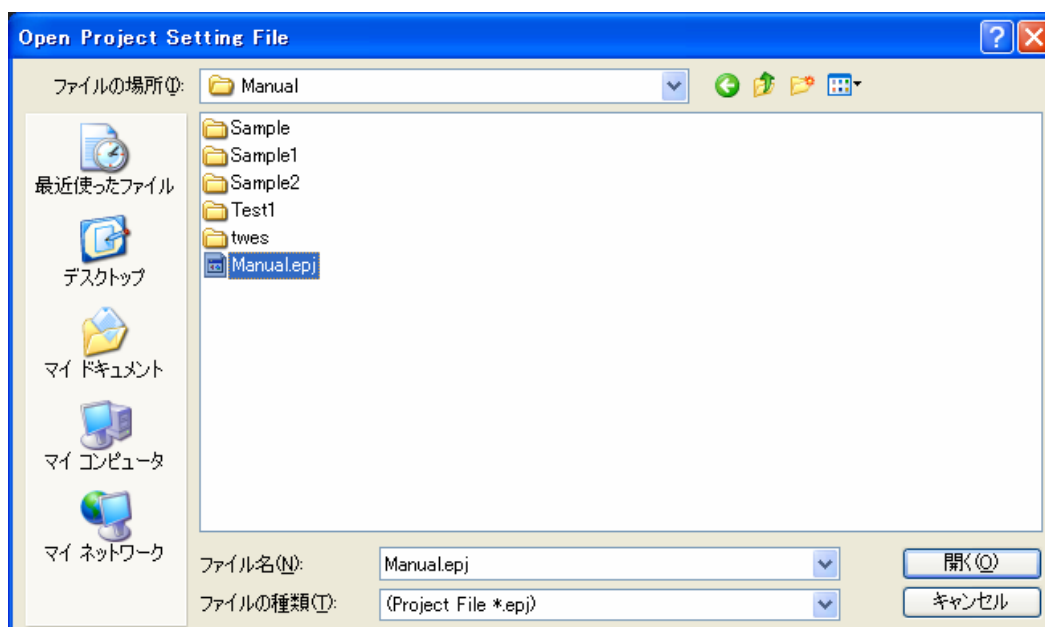 Open Project Setting File
ファイルの場所(I):
Manual
Sample
Sample1
Sample2
Test1
twes
Manual.epj
最近使ったファイル
デスクトップ
マイ ドキュメント
マイ コンピュータ
マイ ネットワーク
ファイル名(N):
Manual.epj
開く(O)
ファイルの種類(T):
(Project File *.epj)
キャンセル